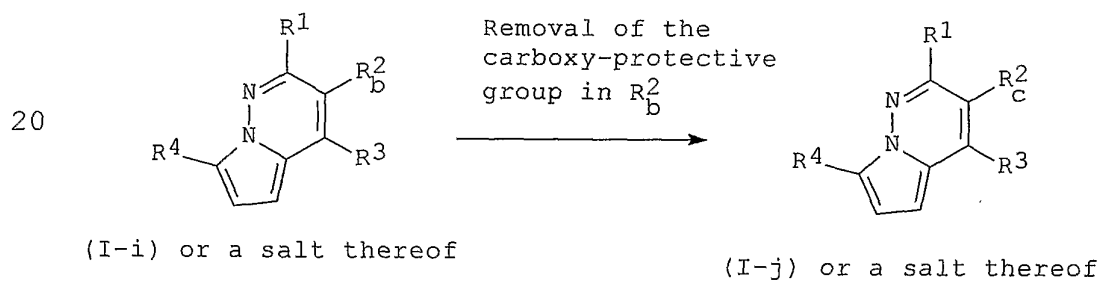 Removal of the
carboxy-protective
group in R2b
20
R1
R2b
N
N
R4
R3
R1
R2c
N
N
R4
R3
(I-i) or a salt thereof
(I-j) or a salt thereof